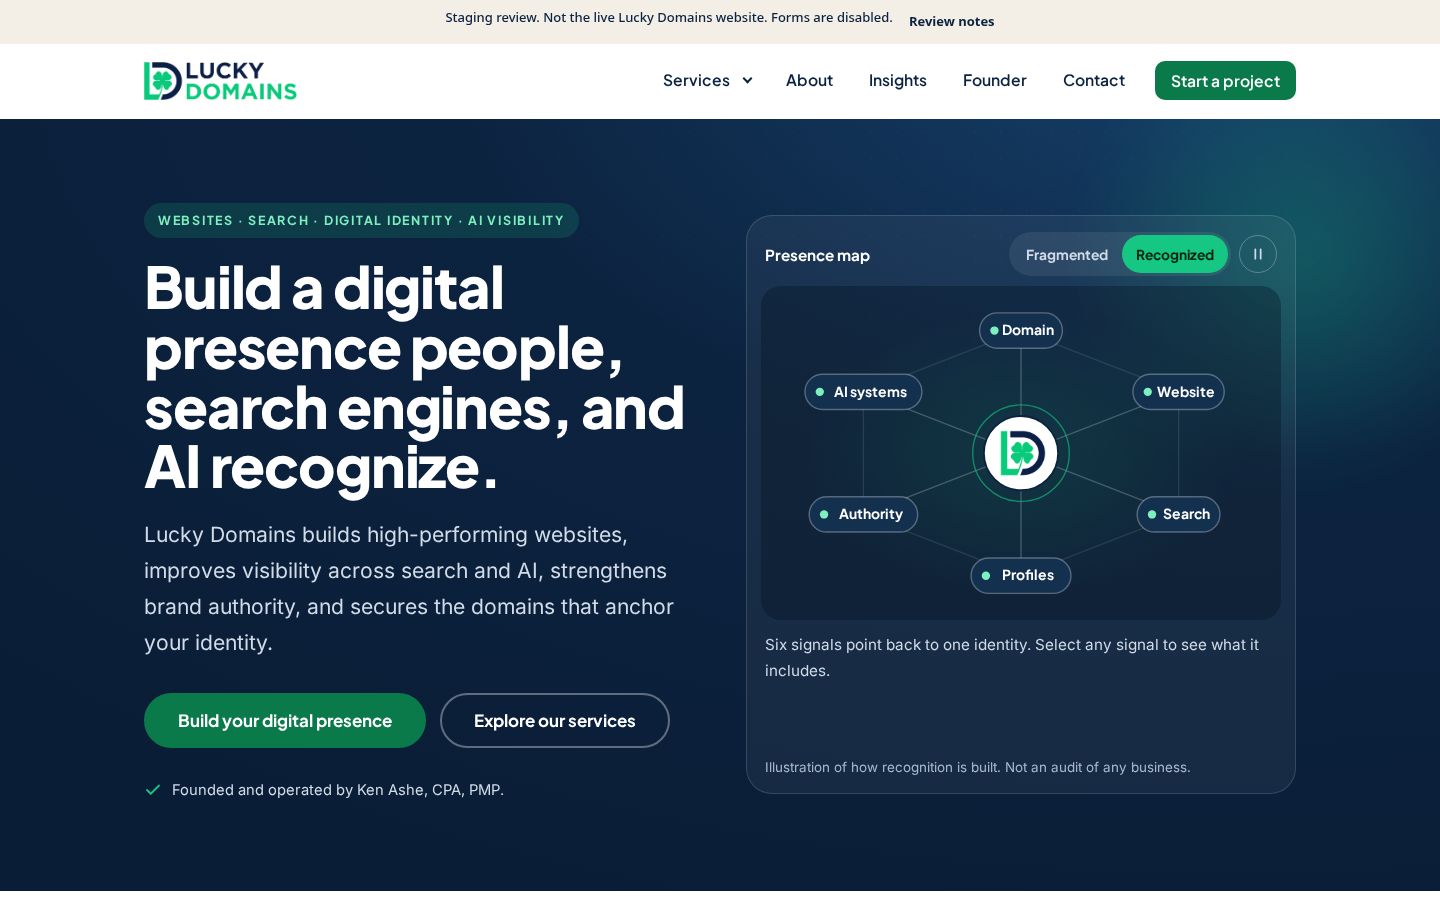 Staging review. Not the live Lucky Domains website. Forms are disabled. Review notes
LUCKY
DOMAINS
Services
About
Insights
Founder
Contact
Start a project
WEBSITES · SEARCH · DIGITAL IDENTITY · AI VISIBILITY
Build a digital
presence people,
search engines, and
AI recognize.
Lucky Domains builds high-performing websites,
improves visibility across search and AI, strengthens
brand authority, and secures the domains that anchor
your identity.
Build your digital presence
Explore our services
Founded and operated by Ken Ashe, CPA, PMP.
Presence map
Fragmented
Recognized
Domain
AI systems
Website
LD
Authority
Search
Profiles
Six signals point back to one identity. Select any signal to see what it
includes.
Illustration of how recognition is built. Not an audit of any business.